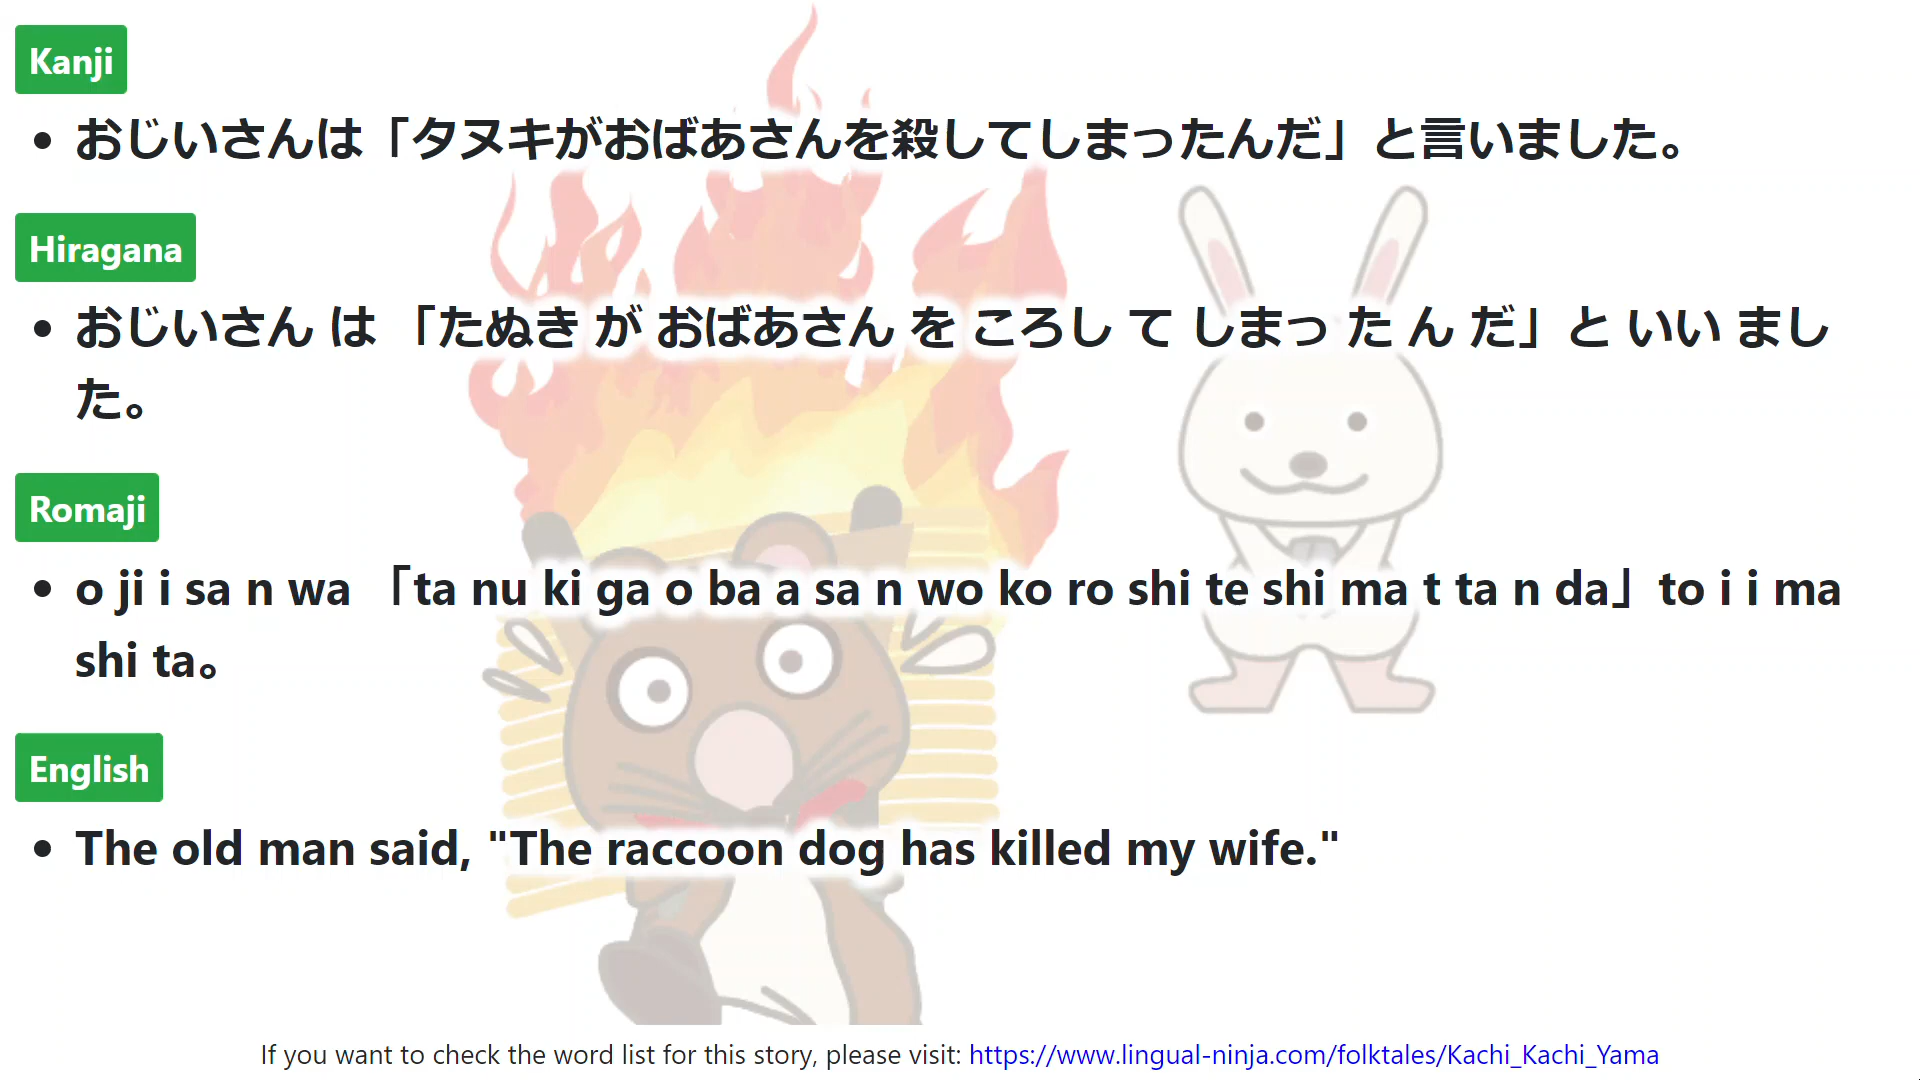 Kanji
• おじいさんは「タヌキがおばあさんを殺してしまったんだ」と言いました。
Hiragana
• おじいさん は 「たぬき が おばあさん を ころし て しまっ た ん だ」と いい まし
た。
Romaji
• o ji i sa n wa 「ta nu ki ga o ba a sa n wo ko ro shi te shi ma t ta n da」to i i ma
shi ta。
English
• The old man said, "The raccoon dog has killed my wife."
If you want to check the word list for this story, please visit: https://www.lingual-ninja.com/folktales/Kachi_Kachi_Yama